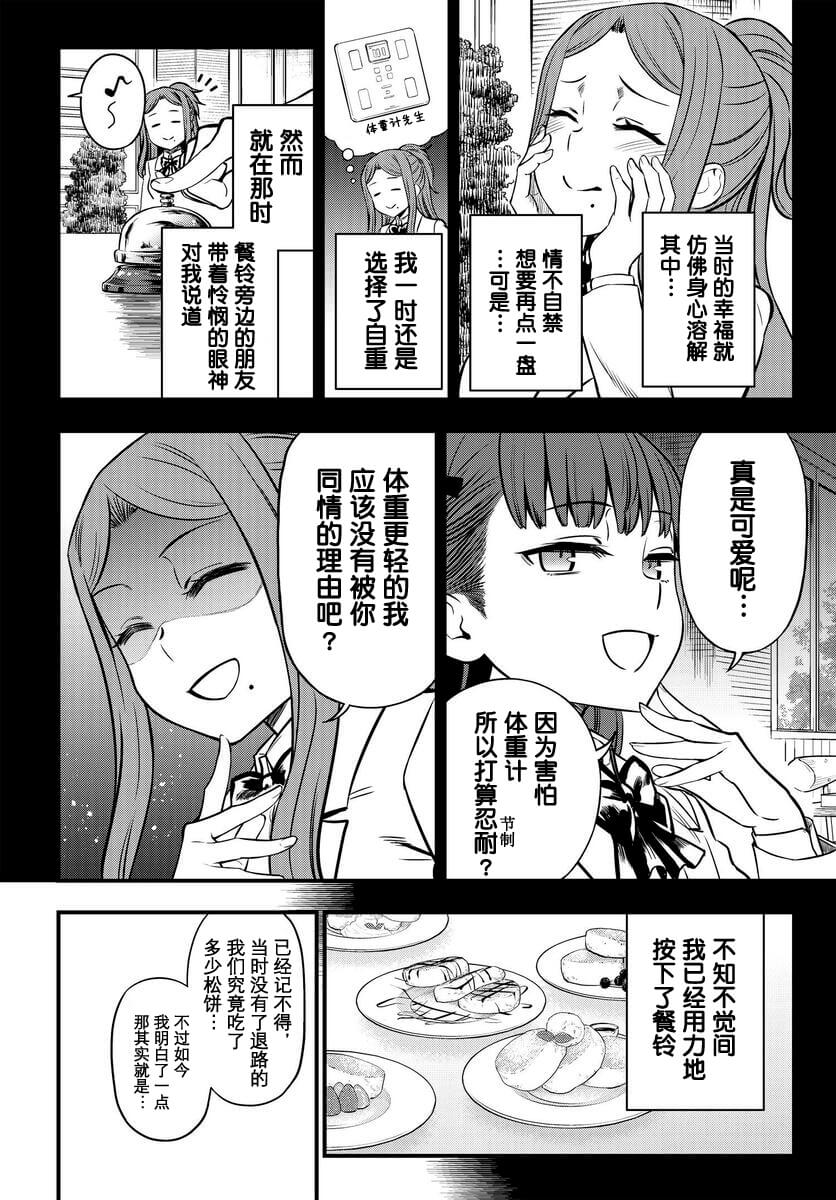 当时的幸福就
仿佛身心溶解
其中…
情不自禁
想要再点一盘
…可是…
体重计先生
我一时还是
选择了自重
然而
就在那时
餐铃旁边的朋友
带着怜悯的眼神
对我说道
真是可爱呢…
因为害怕
体重计
所以打算忍耐？
节制
体重更轻的我
应该没有被你
同情的理由吧？
不知不觉间
我已经用力地
按下了餐铃
已经记不得，
当时没有了退路的
我们究竟吃了
多少松饼…
不过如今
我明白了一点
那其实就是…